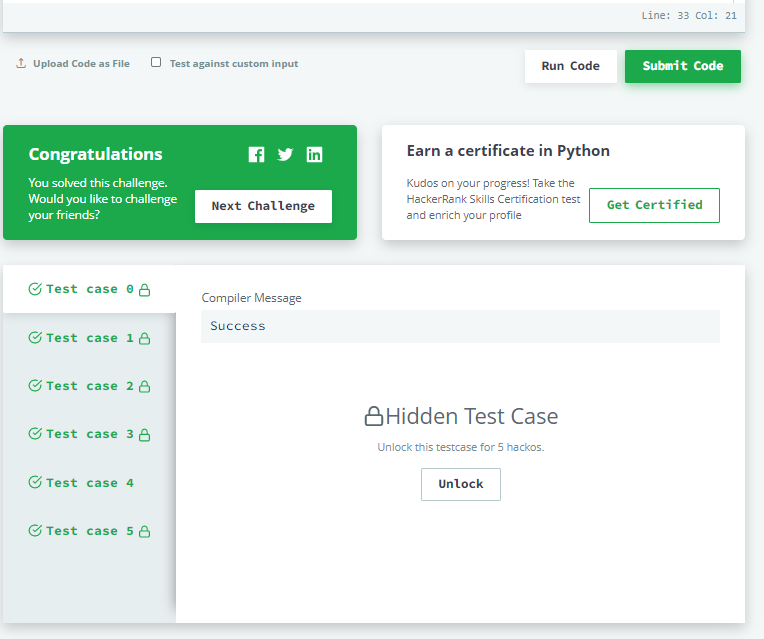 Line: 33 Col: 21
Upload Code as File
Test against custom input
Run Code
Submit Code
Congratulations
You solved this challenge.
Would you like to challenge
your friends?
Next Challenge
Earn a certificate in Python
Kudos on your progress! Take the
HackerRank Skills Certification test
and enrich your profile
Get Certified
Test case 0
Test case 1
Test case 2
Test case 3
Test case 4
Test case 5
Compiler Message
Success
Hidden Test Case
Unlock this testcase for 5 hackos.
Unlock